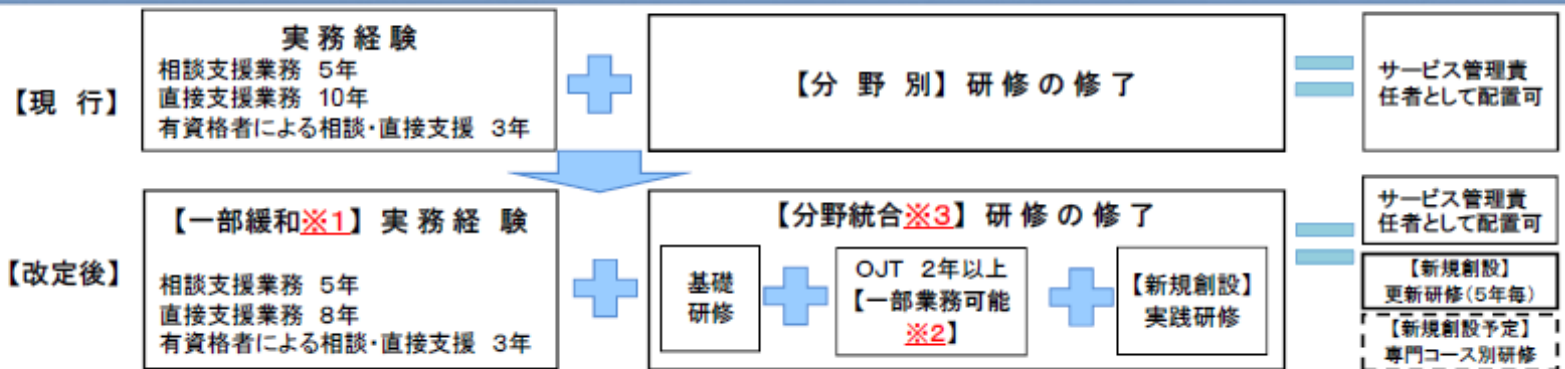 【現 行】
実 務 経 験
相談支援業務 5年
直接支援業務 10年
有資格者による相談・直接支援 3年
【分 野 別】 研 修 の 修 了
サービス管理責
任者として配置可
【改定後】
【一部緩和※1】 実 務 経 験
相談支援業務 5年
直接支援業務 8年
有資格者による相談・直接支援 3年
【分野統合※3】 研 修 の 修 了
基礎
研修
OJT 2年以上
【一部業務可能
※2】
【新規創設】
実践研修
サービス管理責
任者として配置可
【新規創設】
更新研修(5年毎)
【新規創設予定】
専門コース別研修